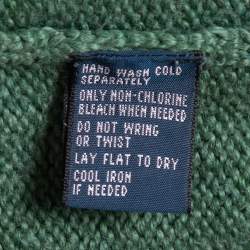 HAND WASH COLD
SEPARATELY
ONLY NON-CHLORINE
BLEACH WHEN NEEDED
DO NOT WRING
OR TWIST
LAY FLAT TO DRY
COOL IRON
IF NEEDED